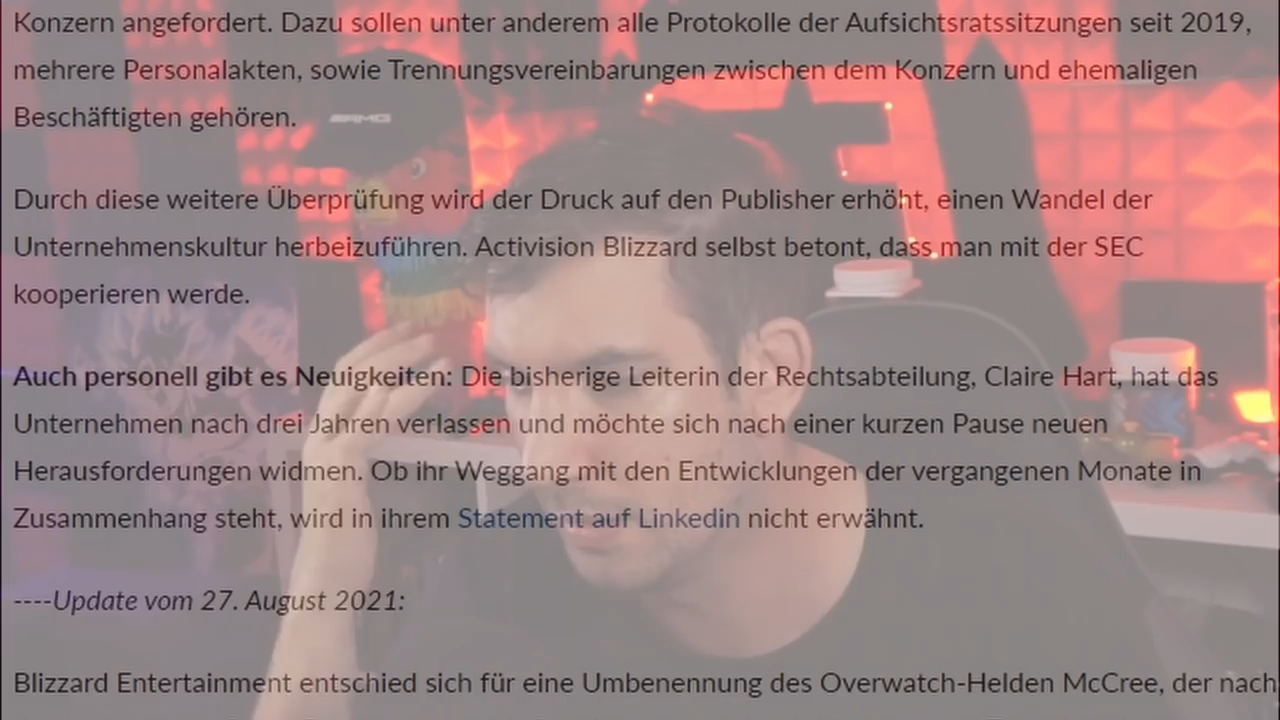 Konzern angefordert. Dazu sollen unter anderem alle Protokolle der Aufsichtsratssitzungen seit 2019,
mehrere Personalakten, sowie Trennungsvereinbarungen zwischen dem Konzern und ehemaligen
Beschäftigten gehören.
AMG
Durch diese weitere Überprüfung wird der Druck auf den Publisher erhöht, einen Wandel der
Unternehmenskultur herbeizuführen. Activision Blizzard selbst betont, dass man mit der SEC
kooperieren werde.
Auch personell gibt es Neuigkeiten: Die bisherige Leiterin der Rechtsabteilung, Claire Hart, hat das
Unternehmen nach drei Jahren verlassen und möchte sich nach einer kurzen Pause neuen
Herausforderungen widmen. Ob ihr Weggang mit den Entwicklungen der vergangenen Monate in
Zusammenhang steht, wird in ihrem Statement auf Linkedin nicht erwähnt.
----Update vom 27. August 2021:
Blizzard Entertainment entschied sich für eine Umbenennung des Overwatch-Helden McCree, der nach